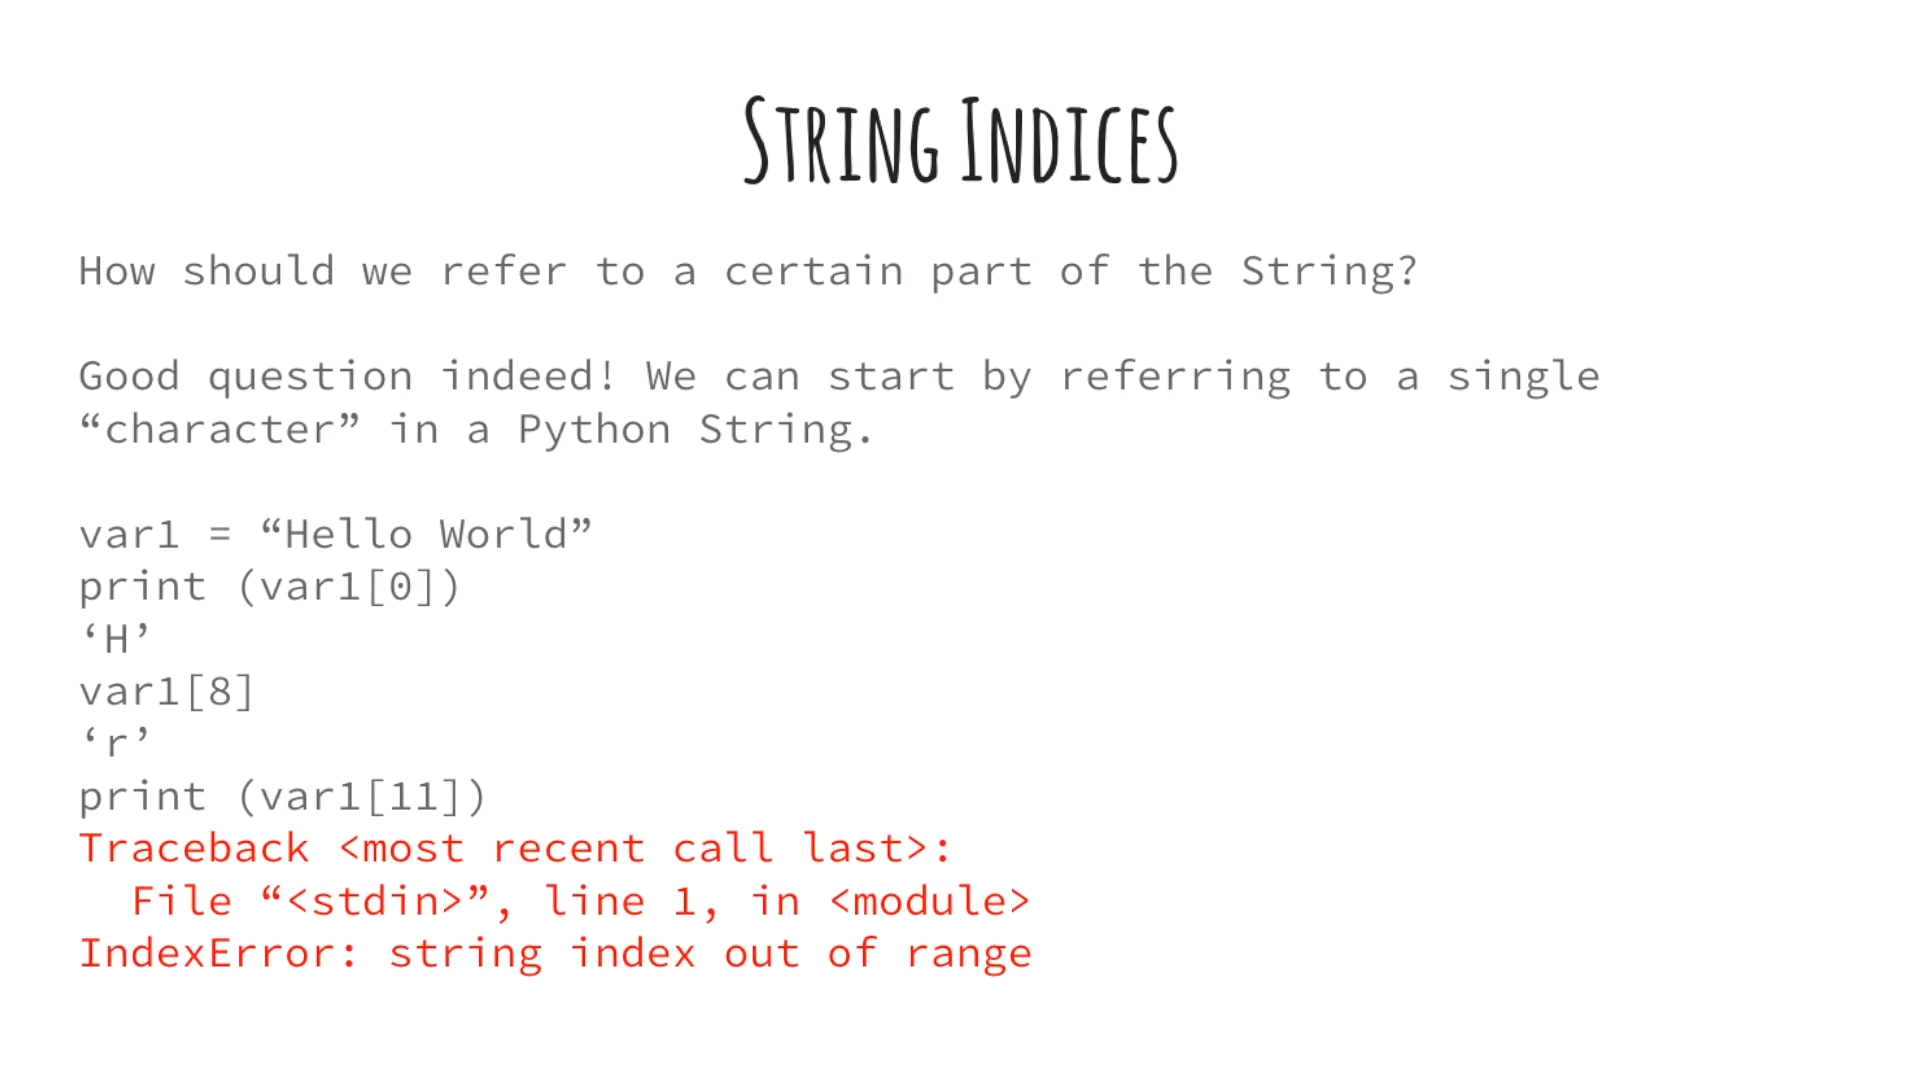 String Indices
How should we refer to a certain part of the String?
Good question indeed! We can start by referring to a single
“character” in a Python String.
var1 = “Hello World”
print (var1[0])
‘H’
var1[8]
‘r’
print (var1[11])
Traceback <most recent call last>:
  File “<stdin>”, line 1, in <module>
IndexError: string index out of range